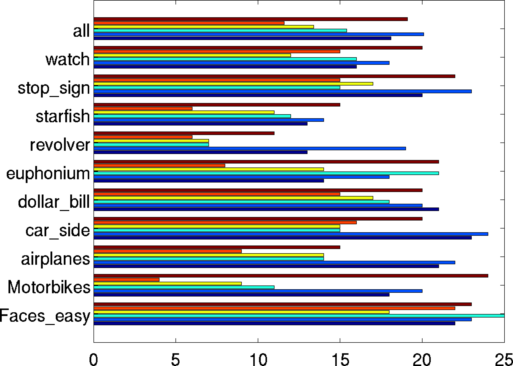 all
watch
stop_sign
starfish
revolver
euphonium
dollar_bill
car_side
airplanes
Motorbikes
Faces_easy
0 5 10 15 20 25